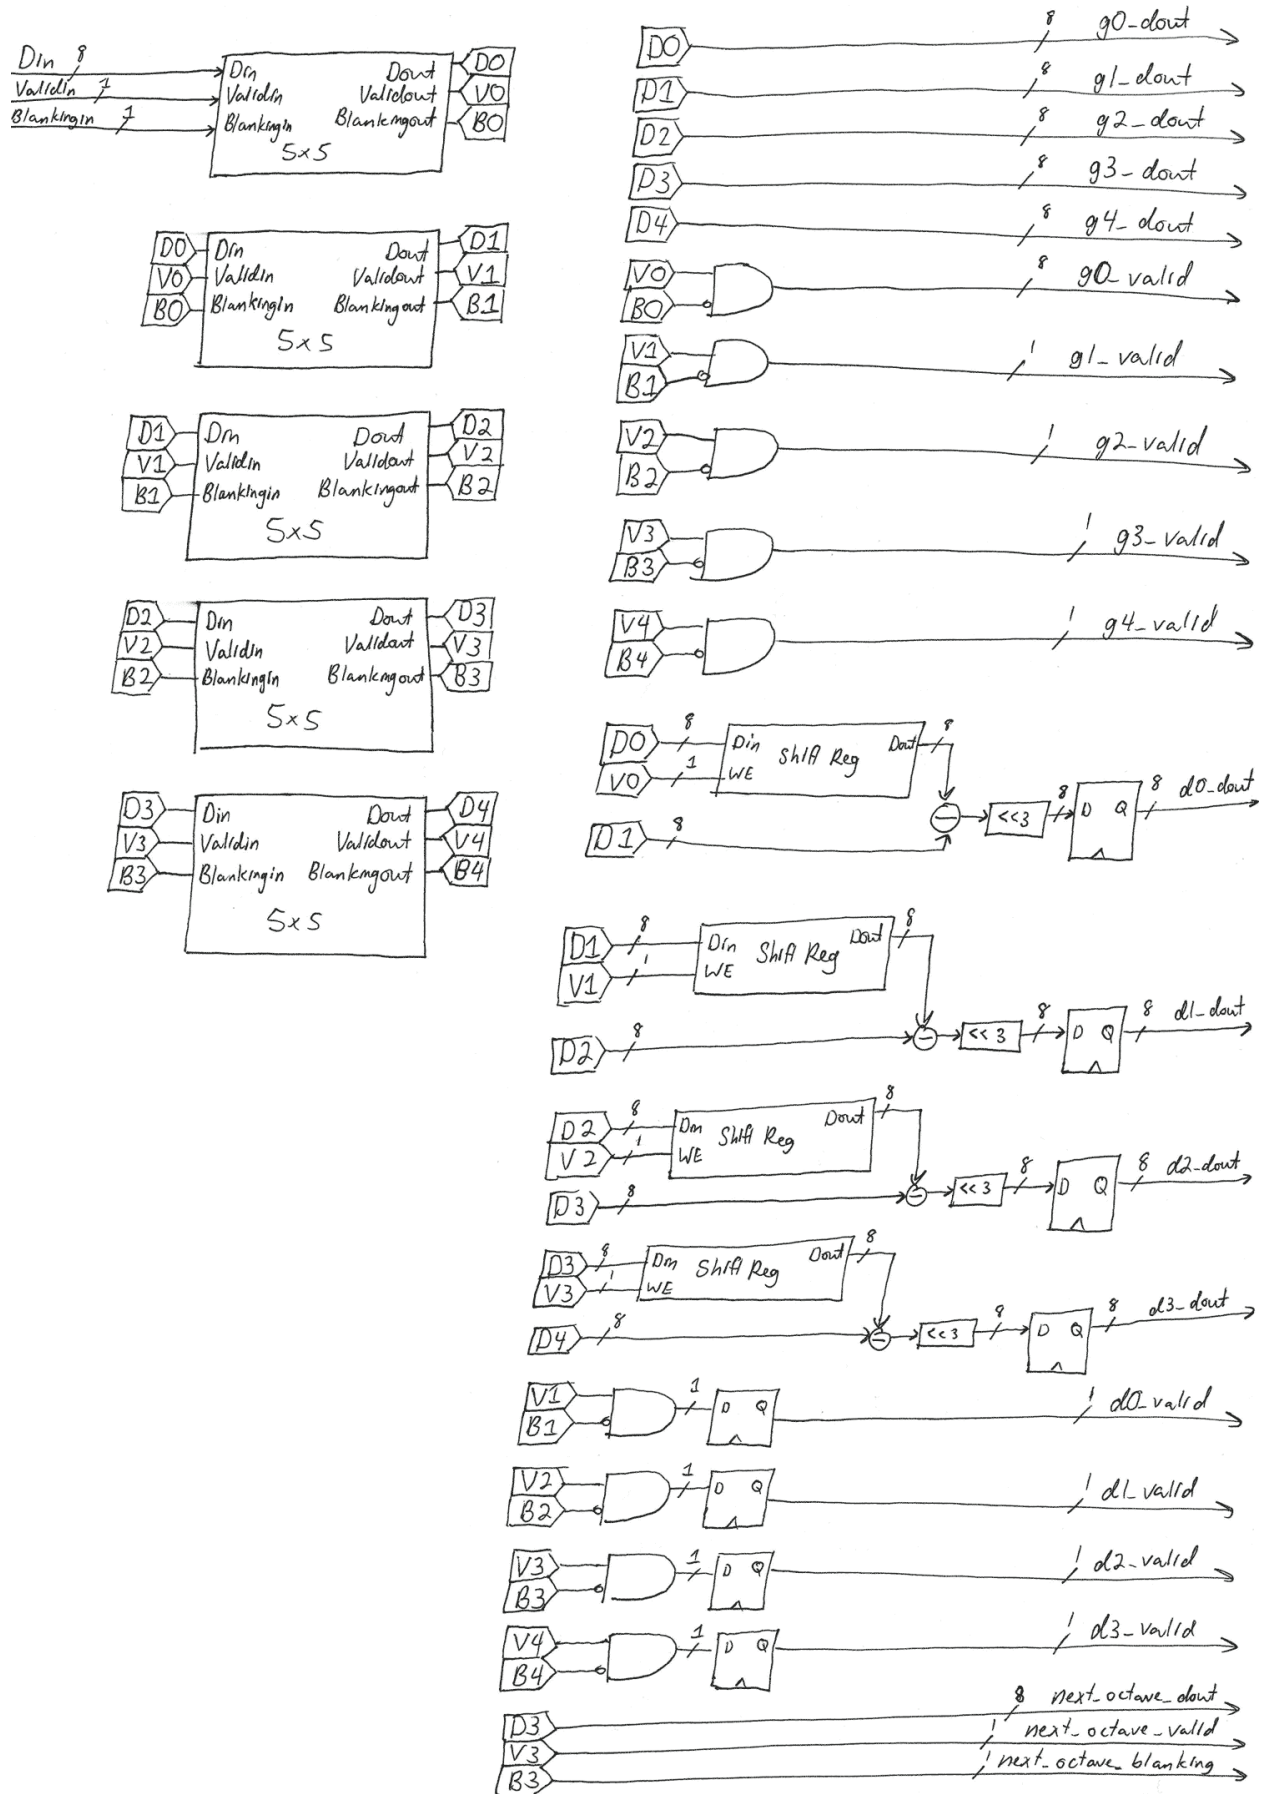 Din 8
Validin 1
Blankingin 1
Din Dout D0
Validin Validout V0
Blankingin Blankingout B0
5x5
D0 Din Dout D1
V0 Validin Validout V1
B0 Blankingin Blankingout B1
5x5
D1 Din Dout D2
V1 Validin Validout V2
B1 Blankingin Blankingout B2
5x5
D2 Din Dout D3
V2 Validin Validout V3
B2 Blankingin Blankingout B3
5x5
D3 Din Dout D4
V3 Validin Validout V4
B3 Blankingin Blankingout B4
5x5
D0 8 g0_dout
D1 8 g1_dout
D2 8 g2_dout
D3 8 g3_dout
D4 8 g4_dout
V0 8 g0_valid
B0
V1 1 g1_valid
B1
V2 1 g2_valid
B2
V3 1 g3_valid
B3
V4 1 g4_valid
B4
D0 8 Din Shift Reg Dout 8
V0 1 WE
D1 8 - <<3 8 D Q 8 d0_dout
D1 8 Din Shift Reg Dout 8
V1 1 WE
D2 8 - <<3 8 D Q 8 d1_dout
D2 8 Din Shift Reg Dout 8
V2 1 WE
D3 8 - <<3 8 D Q 8 d2_dout
D3 8 Din Shift Reg Dout 8
V3 1 WE
D4 8 - <<3 8 D Q 8 d3_dout
V1 1 D Q 1 d0_valid
B1
V2 1 D Q 1 d1_valid
B2
V3 1 D Q 1 d2_valid
B3
V4 1 D Q 1 d3_valid
B4
D3 8 next_octave_dout
V3 1 next_octave_valid
B3 1 next_octave_blanking